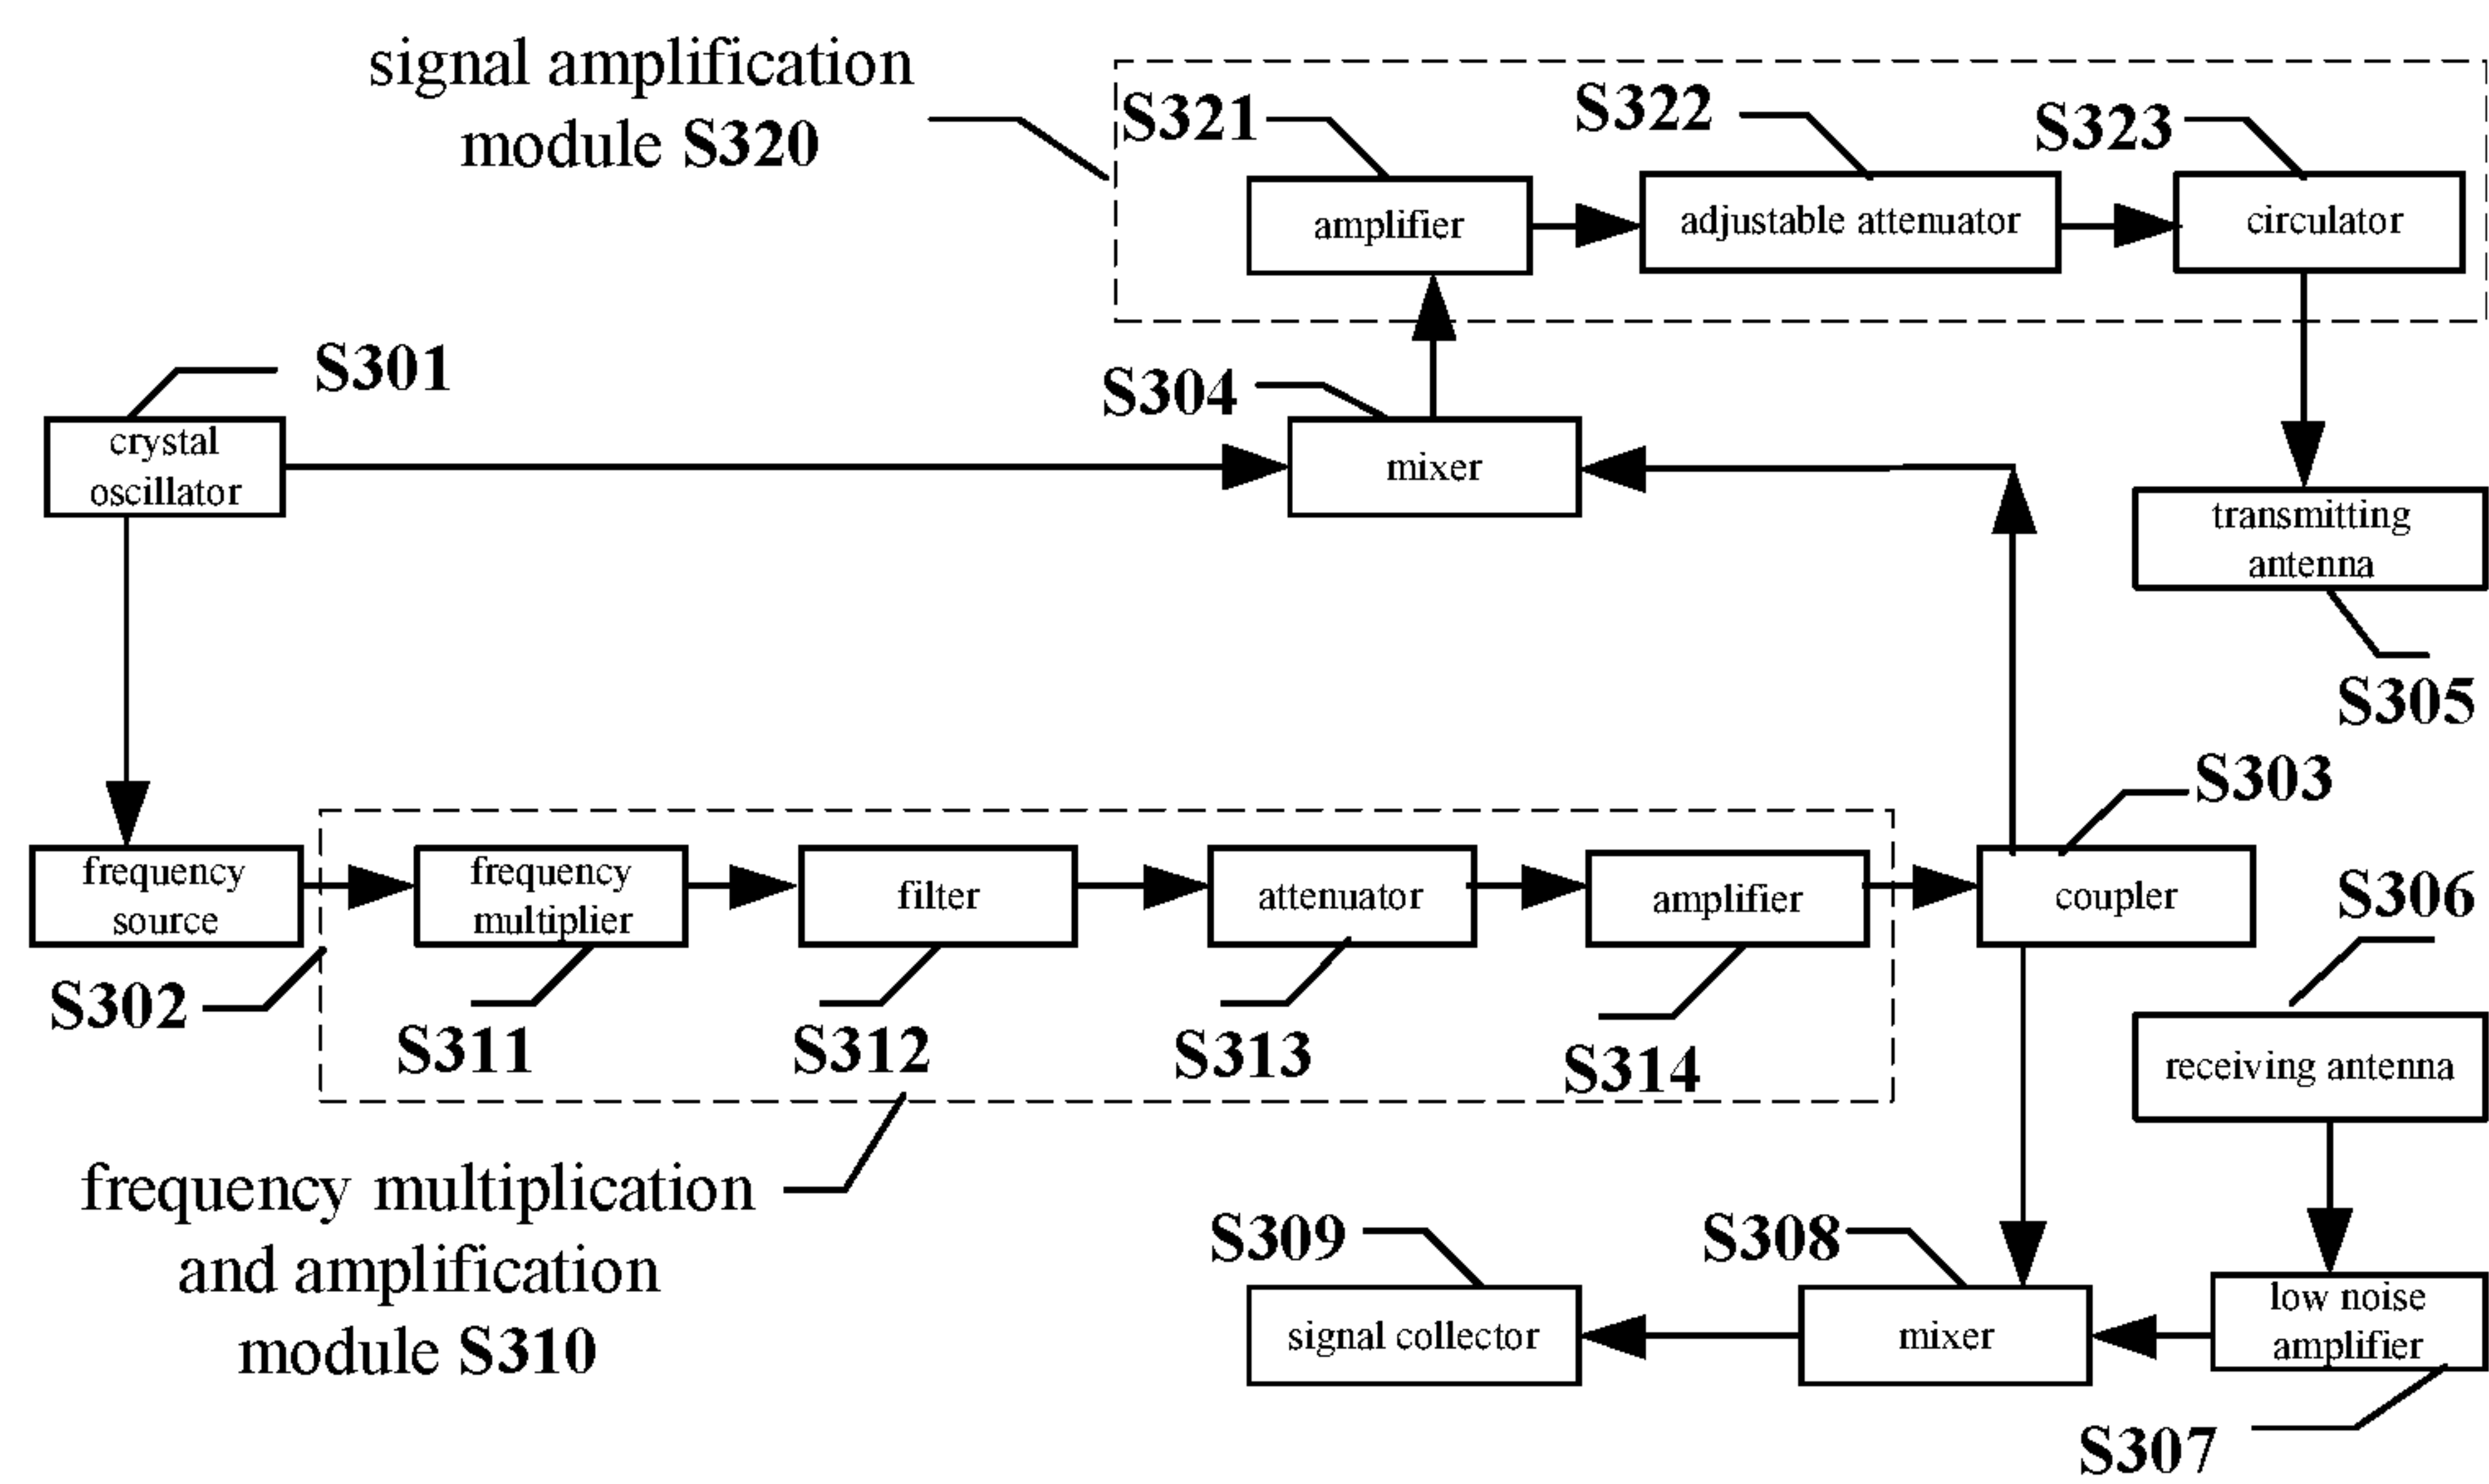 signal amplification
module S320
S321
S322
S323
amplifier
adjustable attenuator
circulator
S301
S304
crystal
oscillator
mixer
transmitting
antenna
S305
S303
frequency
source
frequency
multiplier
filter
attenuator
amplifier
coupler
S306
S302
S311
S312
S313
S314
receiving antenna
frequency multiplication
and amplification
module S310
S309
S308
signal collector
mixer
low noise
amplifier
S307